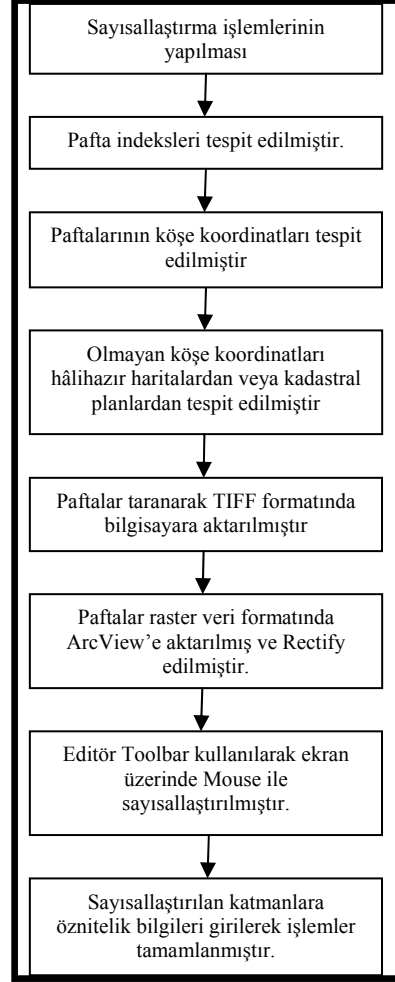 Sayısallaştırma işlemlerinin
yapılması
Pafta indeksleri tespit edilmiştir.
Paftalarının köşe koordinatları tespit
edilmiştir
Olmayan köşe koordinatları
hâlihazır haritalardan veya kadastral
planlardan tespit edilmiştir
Paftalar taranarak TIFF formatında
bilgisayara aktarılmıştır
Paftalar raster veri formatında
ArcView’e aktarılmış ve Rectify
edilmiştir.
Editör Toolbar kullanılarak ekran
üzerinde Mouse ile
sayısallaştırılmıştır.
Sayısallaştırılan katmanlara
öznitelik bilgileri girilerek işlemler
tamamlanmıştır.